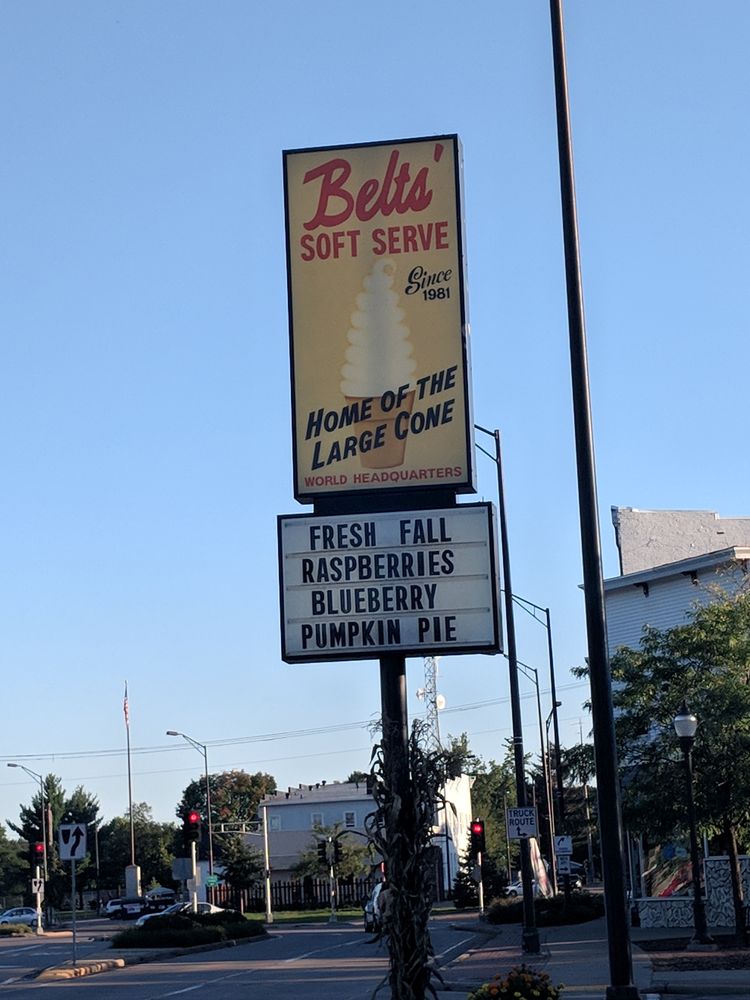 Belts'
SOFT SERVE
Since
1981
HOME OF THE
LARGE CONE
WORLD HEADQUARTERS
FRESH FALL
RASPBERRIES
BLUEBERRY
PUMPKIN PIE
TRUCK
ROUTE